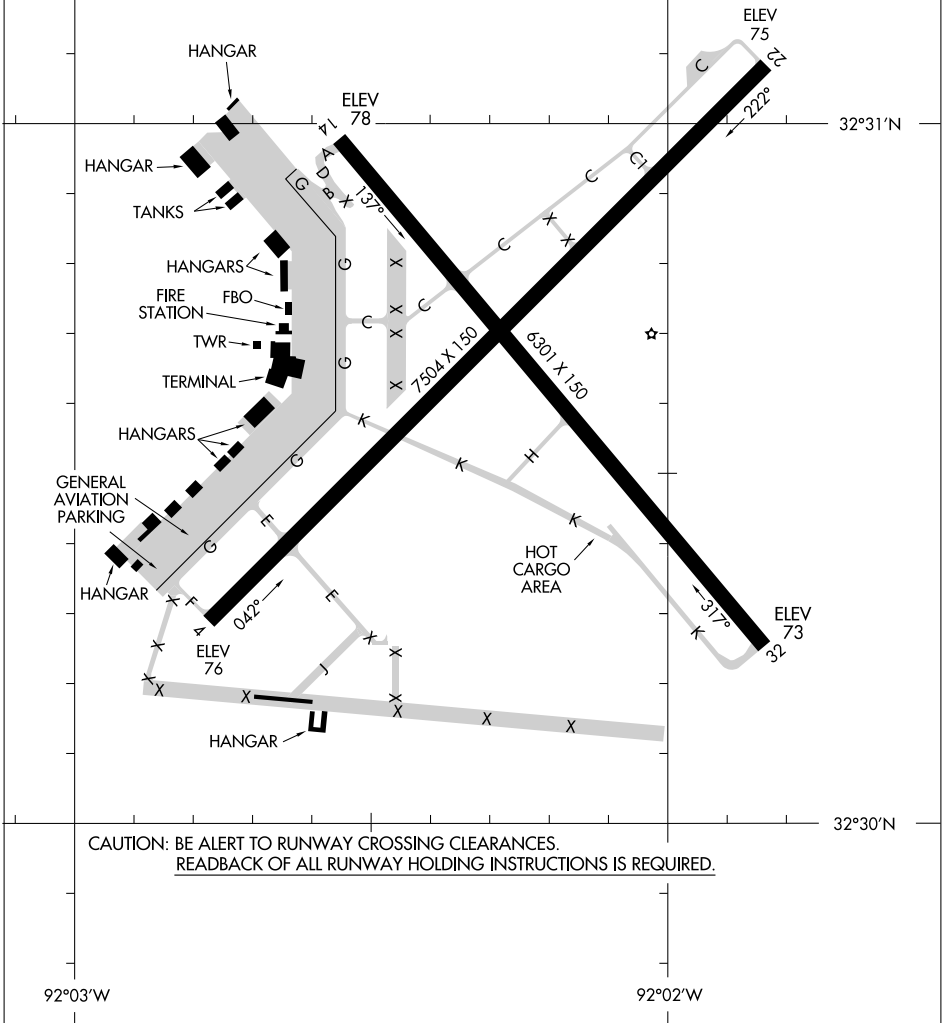 HANGAR
ELEV
75
22
222°
ELEV
78
14
32°31'N
A
D
B
X
137°
HANGAR
G
C
C1
C
X
X
TANKS
C
HANGARS
G
X
FIRE
STATION
FBO
X
C
C
X
TWR
G
X
7504 X 150
6301 X 150
TERMINAL
HANGARS
K
K
H
G
K
GENERAL
AVIATION
PARKING
E
G
HOT
CARGO
AREA
HANGAR
X
F
042°
E
317°
K
ELEV
73
32
4
ELEV
76
X
X
X
J
X
X
X
X
X
X
X
HANGAR
32°30'N
CAUTION: BE ALERT TO RUNWAY CROSSING CLEARANCES.
READBACK OF ALL RUNWAY HOLDING INSTRUCTIONS IS REQUIRED.
92°03'W
92°02'W